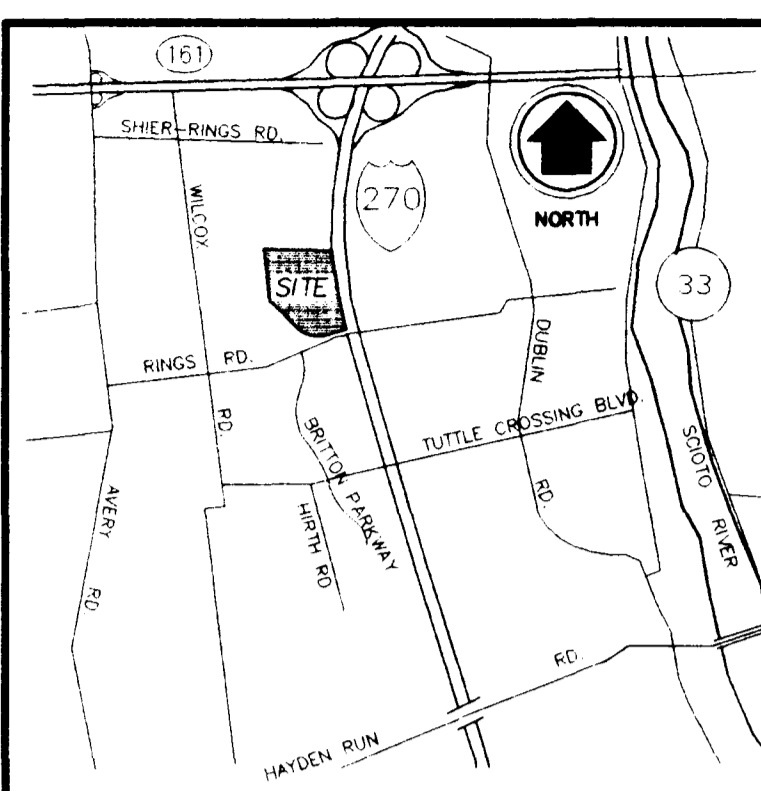 161
SHIER-RINGS RD.
WILCOX
270
NORTH
SITE
33
RINGS RD.
DUBLIN
RD.
BRITTON PARKWAY
TUTTLE CROSSING BLVD.
SCIOTO RIVER
AVERY RD
HIRTH RD
RD.
HAYDEN RUN RD.